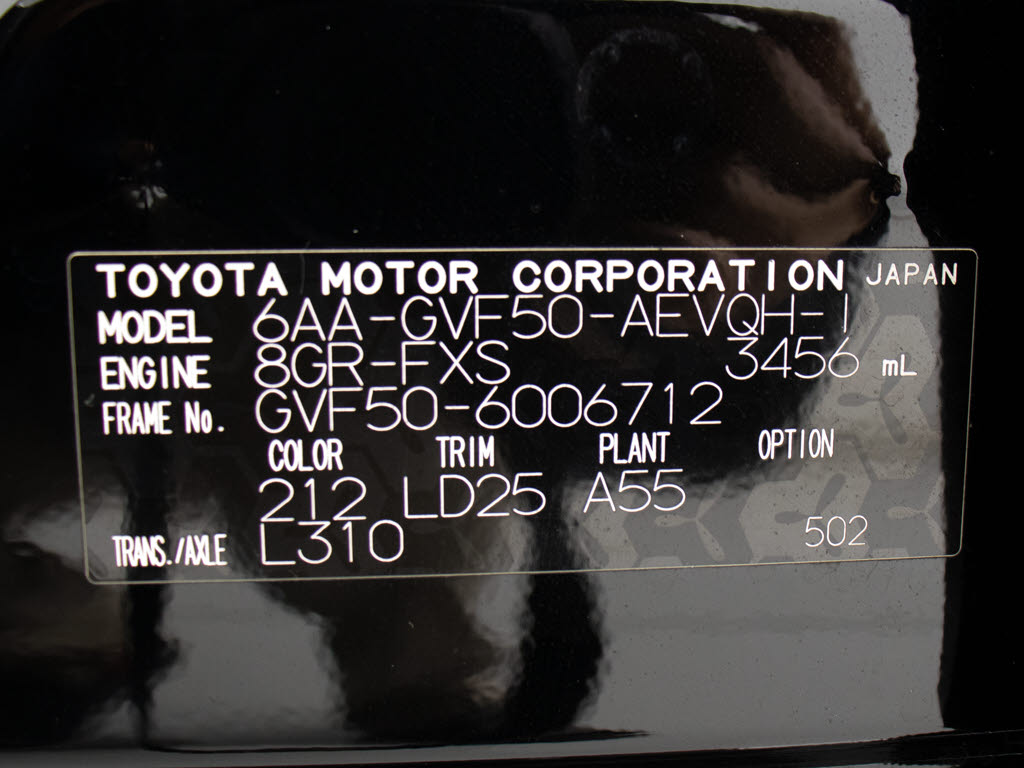 TOYOTA MOTOR CORPORATION JAPAN
MODEL 6AA-GVF50-AEVQH-I
ENGINE 8GR-FXS 3456 mL
FRAME No. GVF50-6006712
COLOR TRIM PLANT OPTION
212 LD25 A55
TRANS./AXLE L310 502